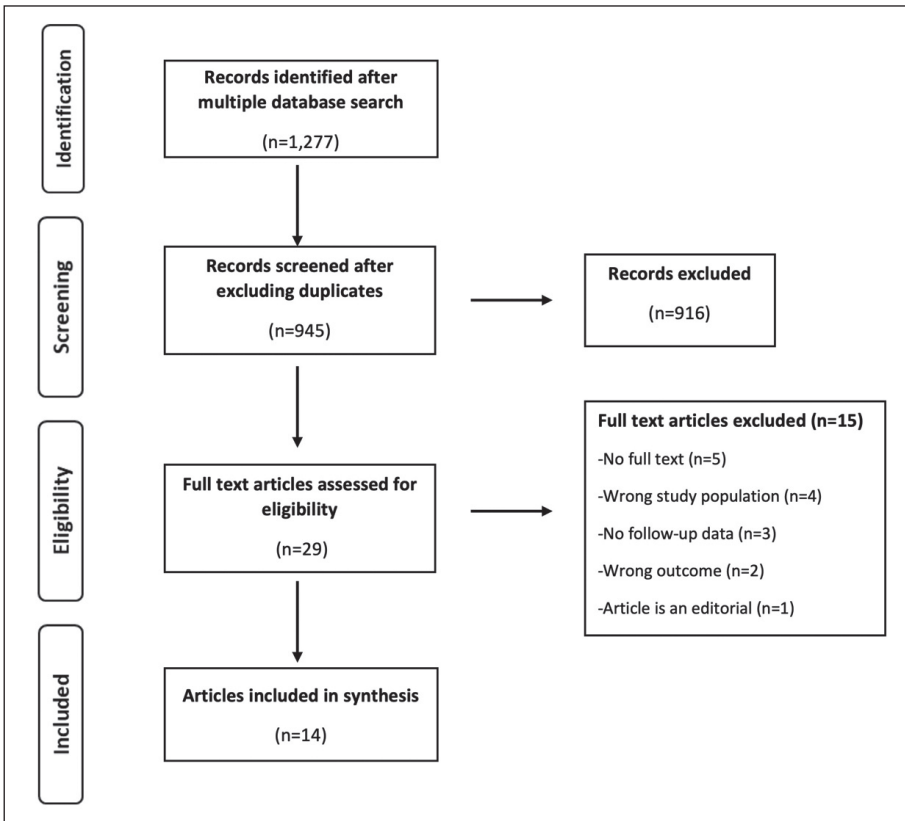 Identification
Records identified after
multiple database search
(n=1,277)
Screening
Records screened after
excluding duplicates
(n=945)
Records excluded
(n=916)
Eligibility
Full text articles assessed for
eligibility
(n=29)
Full text articles excluded (n=15)
-No full text (n=5)
-Wrong study population (n=4)
-No follow-up data (n=3)
-Wrong outcome (n=2)
-Article is an editorial (n=1)
Included
Articles included in synthesis
(n=14)